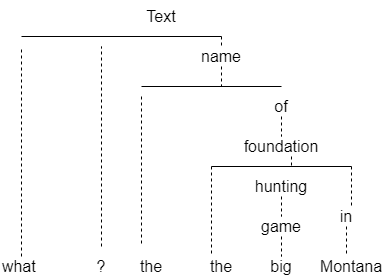 Text
name
of
foundation
hunting
game
in
what ? the the big Montana